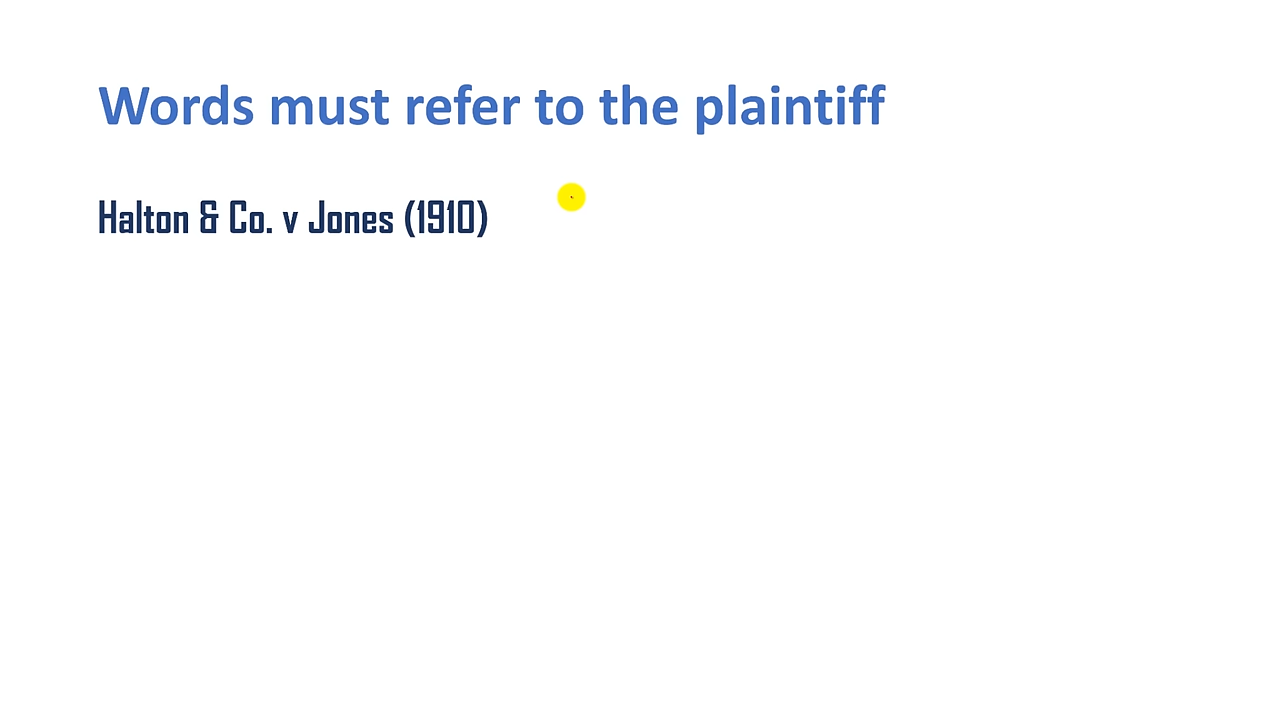 Words must refer to the plaintiff
Halton & Co. v Jones (1910)